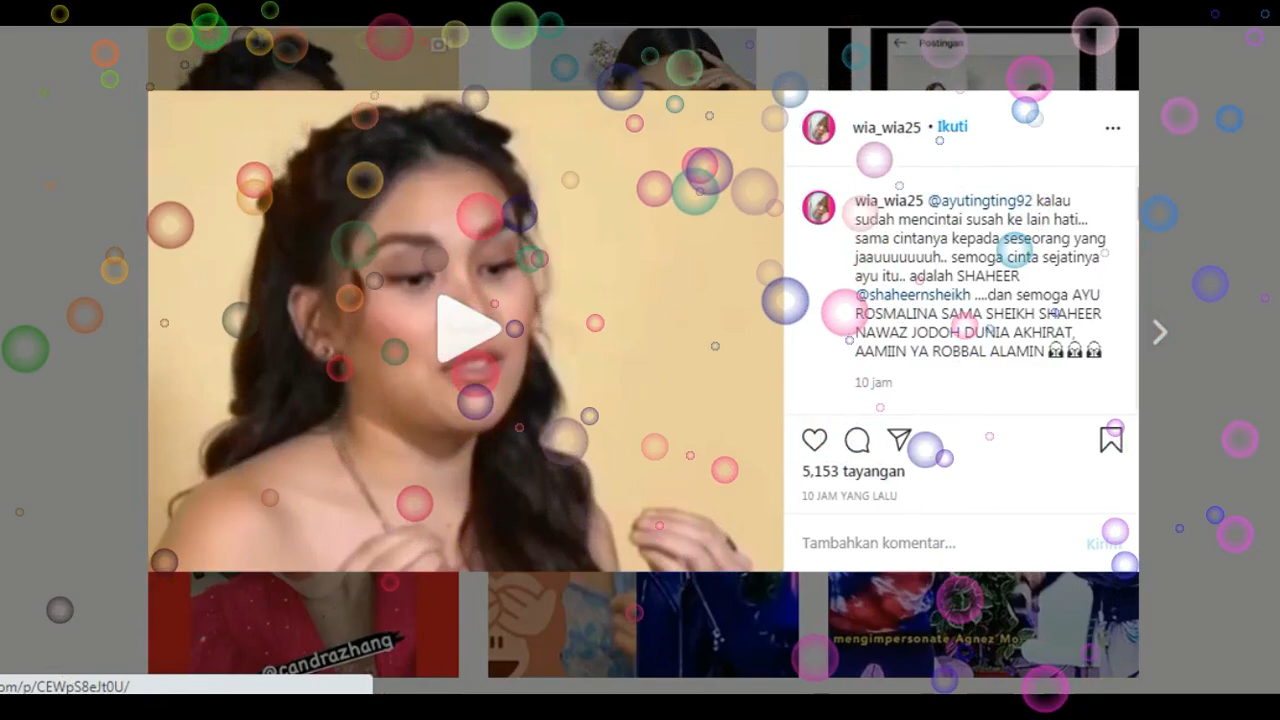 Postingan
wia_wia25 • Ikuti
wia_wia25 @ayutingting92 kalau
sudah mencintai susah ke lain hati...
sama cintanya kepada seseorang yang
jaauuuuuuuh.. semoga cinta sejatinya
ayu itu.. adalah SHAHEER
@shaheernsheikh ....dan semoga AYU
ROSMALINA SAMA SHEIKH SHAHEER
NAWAZ JODOH DUNIA AKHIRAT,
AAMIIN YA ROBBAL ALAMIN
10 jam
5,153 tayangan
10 JAM YANG LALU
Tambahkan komentar...
Kirim
@candrazhang
mengimpersonate Agnez Mo
om/p/CEWpS8eJt0U/